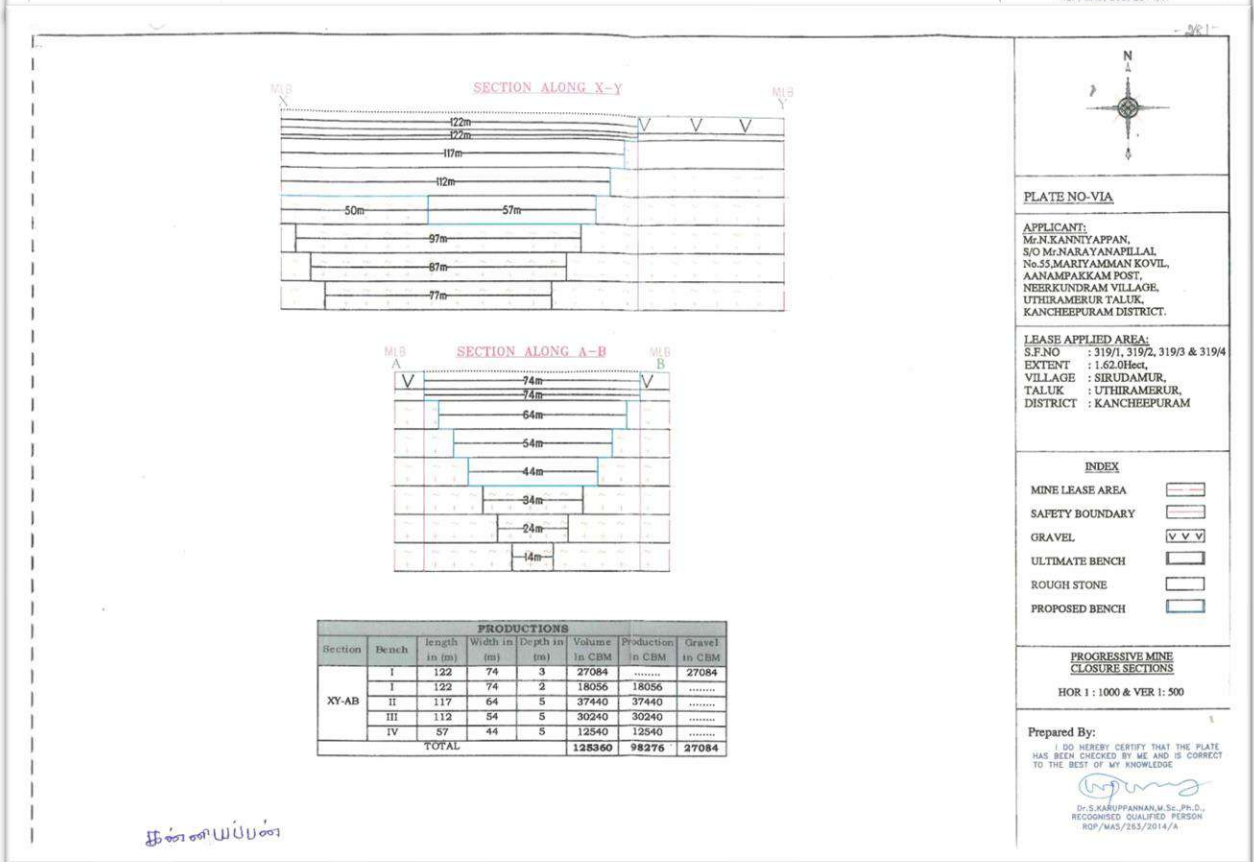 SECTION ALONG X-Y
MLB
X
MLB
Y
122m
V V V
122m
117m
112m
50m 57m
97m
87m
77m
SECTION ALONG A-B
MLB
A
MLB
B
V 74m V
74m
64m
54m
44m
34m
24m
14m
PRODUCTIONS
Section Bench length in (m) Width in (m) Depth in (m) Volume In CBM Production in CBM Gravel in CBM
XY-AB
I 122 74 3 27084 ........ 27084
I 122 74 2 18056 18056 ........
II 117 64 5 37440 37440 ........
III 112 54 5 30240 30240 ........
IV 57 44 5 12540 12540 ........
TOTAL 125360 98276 27084
கன்னியப்பன்
N
PLATE NO-VIA
APPLICANT:
Mr.N.KANNIYAPPAN,
S/O Mr.NARAYANAPILLAI,
No.55,MARIYAMMAN KOVIL,
AANAMPAKKAM POST,
NEERKUNDRAM VILLAGE,
UTHIRAMERUR TALUK,
KANCHEEPURAM DISTRICT.
LEASE APPLIED AREA:
S.F.NO : 319/1, 319/2, 319/3 & 319/4
EXTENT : 1.62.0Hect,
VILLAGE : SIRUDAMUR,
TALUK : UTHIRAMERUR,
DISTRICT : KANCHEEPURAM
INDEX
MINE LEASE AREA
SAFETY BOUNDARY
GRAVEL V V V
ULTIMATE BENCH
ROUGH STONE
PROPOSED BENCH
PROGRESSIVE MINE
CLOSURE SECTIONS
HOR 1 : 1000 & VER 1: 500
Prepared By:
I DO HEREBY CERTIFY THAT THE PLATE
HAS BEEN CHECKED BY ME AND IS CORRECT
TO THE BEST OF MY KNOWLEDGE
Dr.S.KARUPPANNAN,M.Sc.,Ph.D.,
RECOGNISED QUALIFIED PERSON
RQP/MAS/263/2014/A